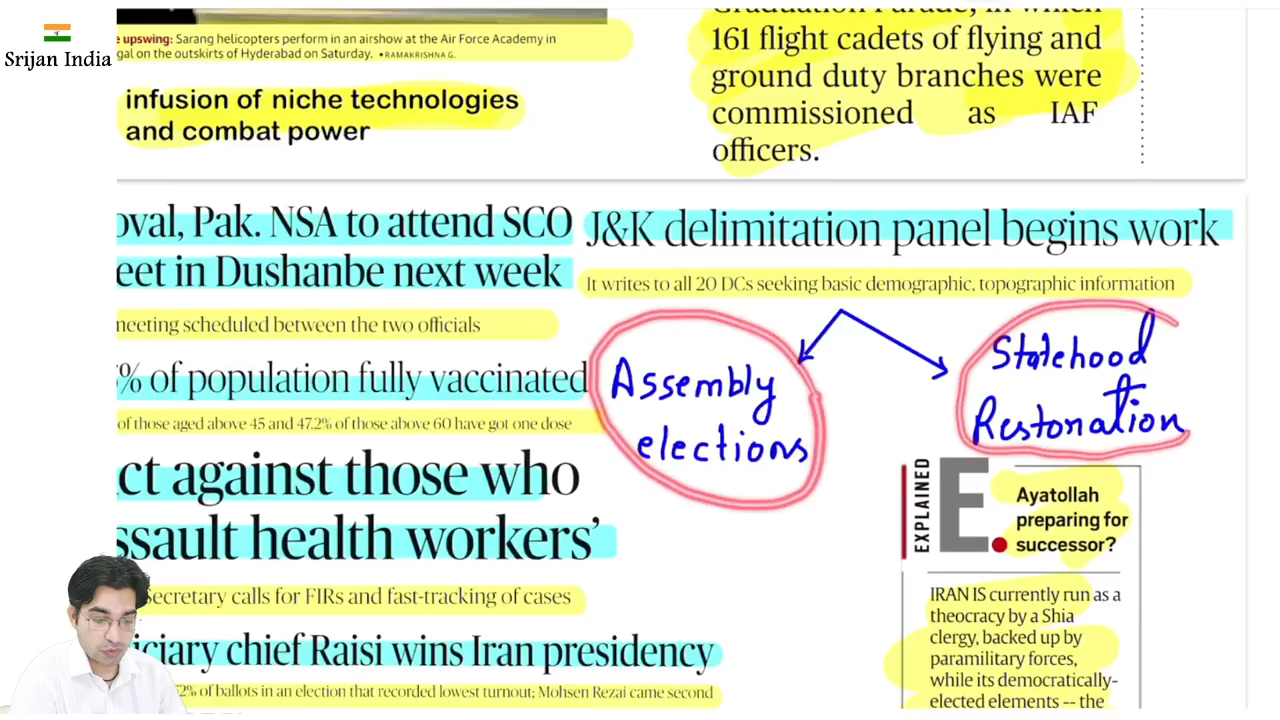 Srijan India
e upswing: Sarang helicopters perform in an airshow at the Air Force Academy in
gal on the outskirts of Hyderabad on Saturday. •RAMAKRISHNA G.
infusion of niche technologies
and combat power
Graduation Parade, in which
161 flight cadets of flying and
ground duty branches were
commissioned as IAF
officers.
oval, Pak. NSA to attend SCO
eet in Dushanbe next week
meeting scheduled between the two officials
% of population fully vaccinated
of those aged above 45 and 47.2% of those above 60 have got one dose
ct against those who
ssault health workers’
Secretary calls for FIRs and fast-tracking of cases
iciary chief Raisi wins Iran presidency
2% of ballots in an election that recorded lowest turnout; Mohsen Rezai came second
J&K delimitation panel begins work
It writes to all 20 DCs seeking basic demographic, topographic information
Assembly
elections
Statehood
Restoration
EXPLAINED
E.
Ayatollah
preparing for
successor?
IRAN IS currently run as a
theocracy by a Shia
clergy, backed up by
paramilitary forces,
while its democratically-
elected elements -- the